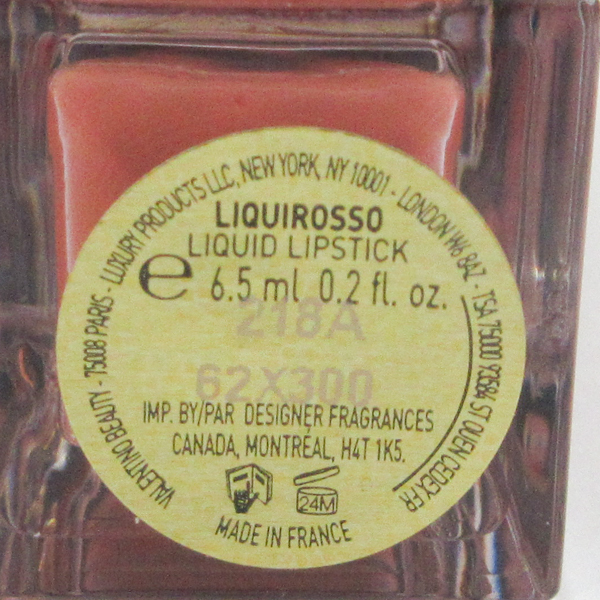 VALENTINO BEAUTY - 75008 PARIS - LUXURY PRODUCTS LLC, NEW YORK, NY 10001 - LONDON W6 8AZ - TSA 75000 93584 ST OUEN CEDEX.FR
LIQUIROSSO
LIQUID LIPSTICK
e 6.5 ml 0.2 fl. oz.
218A
62X300
IMP. BY/PAR DESIGNER FRAGRANCES
CANADA, MONTRÉAL, H4T 1K5.
24M
MADE IN FRANCE